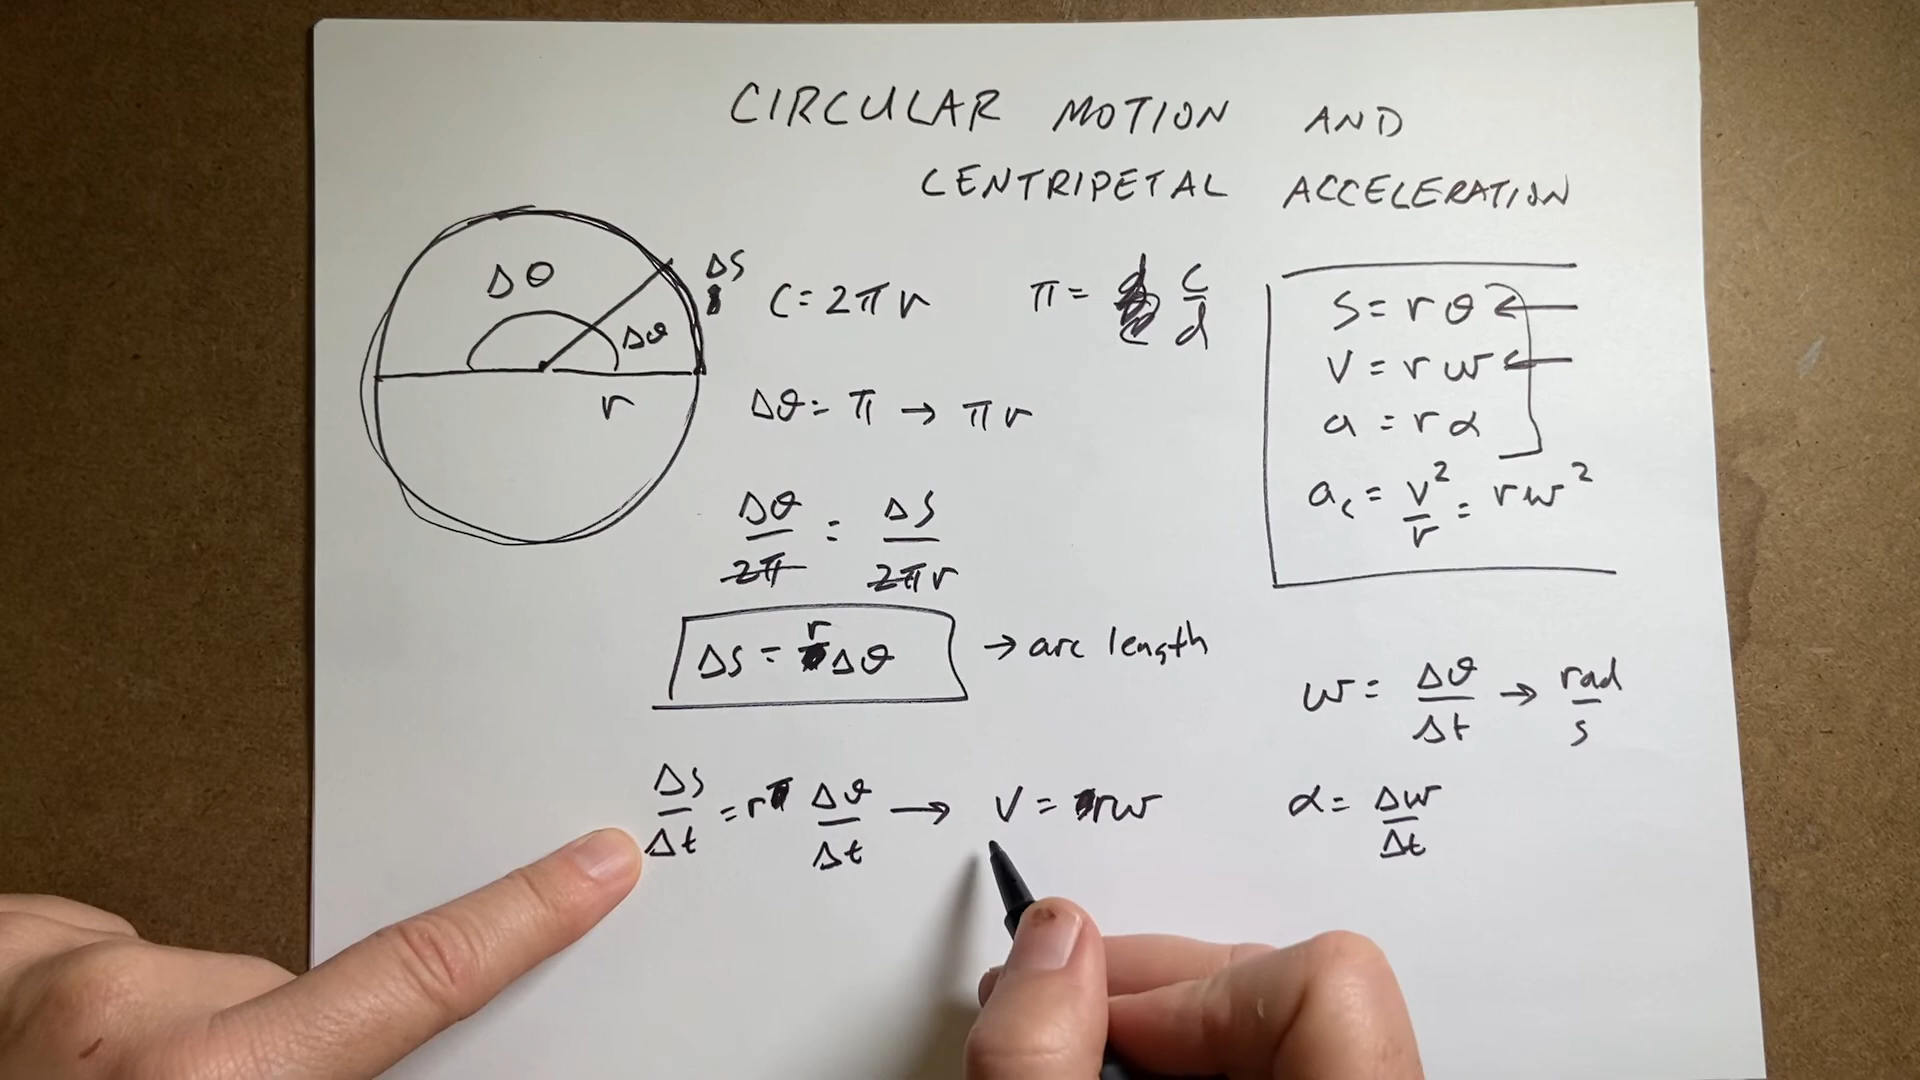 CIRCULAR MOTION AND
CENTRIPETAL ACCELERATION
Δθ
Δθ
r
ΔS
C = 2πr
π = c/d
Δθ = π → πr
Δθ/2π = ΔS/2πr
ΔS = rΔθ → arc length
ΔS/Δt = r Δθ/Δt → V = rω
S = rθ ←
V = rω ←
a = rα
ac = v²/r = rω²
ω = Δθ/Δt → rad/s
α = Δω/Δt